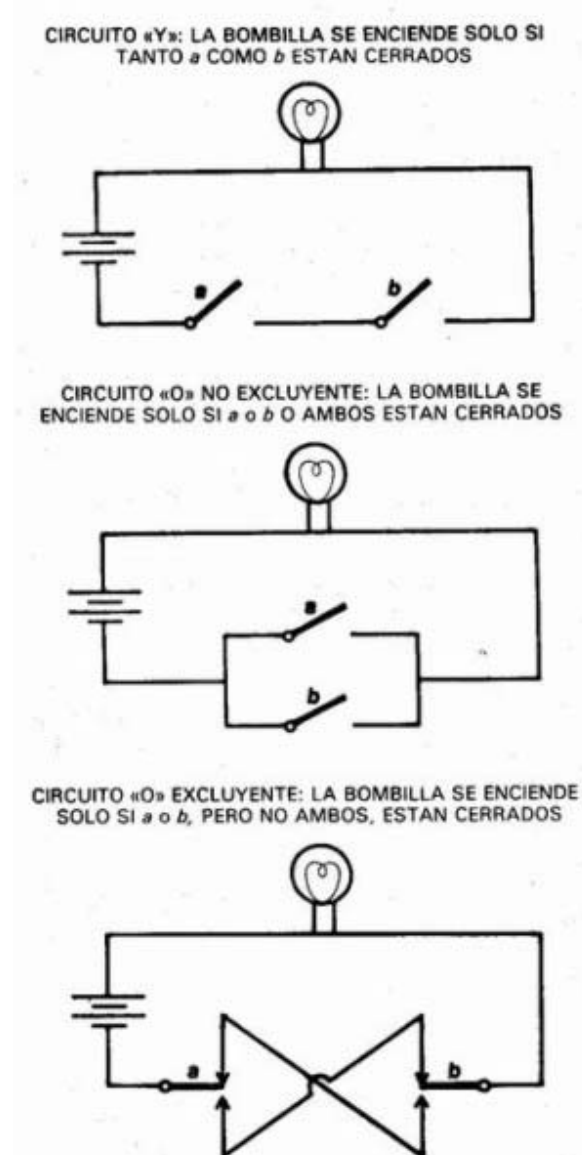 CIRCUITO «Y»: LA BOMBILLA SE ENCIENDE SOLO SI
TANTO a COMO b ESTAN CERRADOS
a
b
CIRCUITO «O» NO EXCLUYENTE: LA BOMBILLA SE
ENCIENDE SOLO SI a o b O AMBOS ESTAN CERRADOS
a
b
CIRCUITO «O» EXCLUYENTE: LA BOMBILLA SE ENCIENDE
SOLO SI a o b, PERO NO AMBOS, ESTAN CERRADOS
a
b